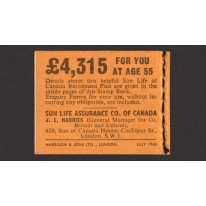 £4,315 FOR YOU
AT AGE 55
Details about this helpful Sun Life of
Canada Retirement Plan are given in the
inside pages of this Stamp Book.
Enquiry Forms for your use, without in-
curring any obligation, are included.
SUN LIFE ASSURANCE CO. OF CANADA
J. L. HARRIES (General Manager for Gt.
Britain and Ireland),
620, Sun of Canada House, Cockspur St.,
London, S.W.1.
HARRISON & SONS LTD., LONDON. JULY